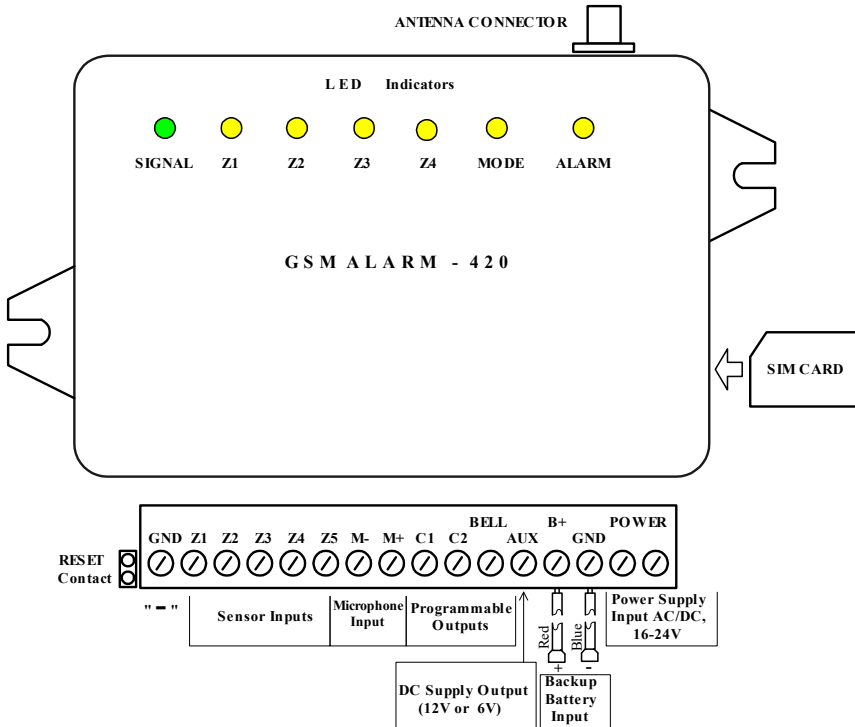 ANTENNA CONNECTOR
LED Indicators
SIGNAL Z1 Z2 Z3 Z4 MODE ALARM
GSM ALARM - 420
SIM CARD
BELL B+ POWER
GND Z1 Z2 Z3 Z4 Z5 M- M+ C1 C2 AUX GND
RESET
Contact
"-"
Sensor Inputs
Microphone
Input
Programmable
Outputs
Power Supply
Input AC/DC,
16-24V
Red
Blue
+ -
DC Supply Output
(12V or 6V)
Backup
Battery
Input